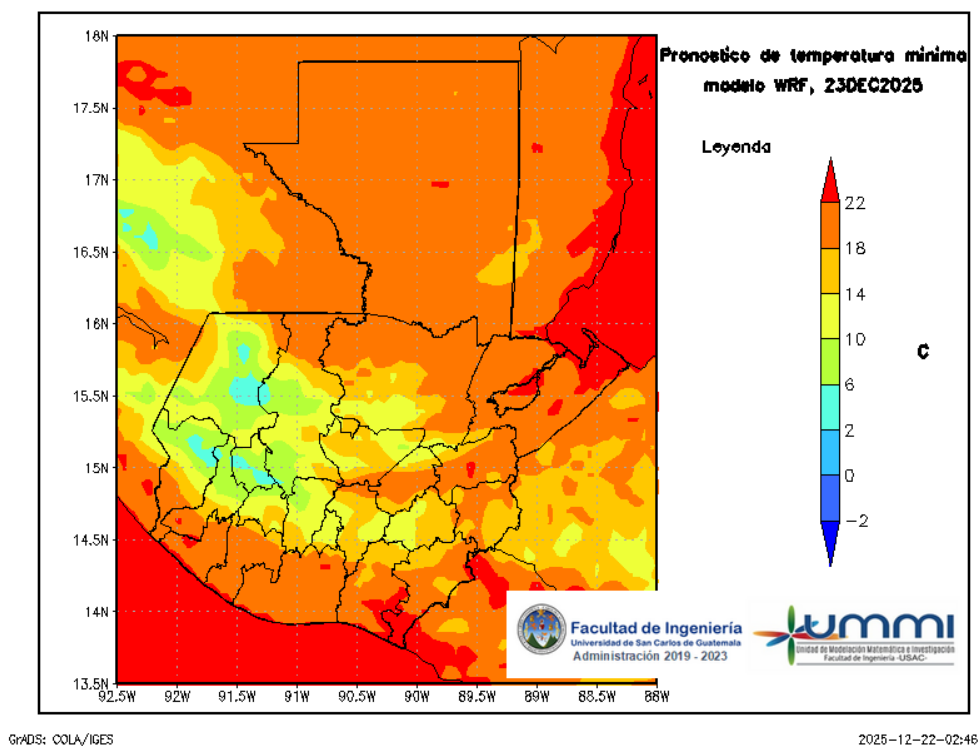 Pronostico de temperatura minima
modelo WRF, 23DEC2025
Leyenda
22
18
14
10
6
2
0
-2
C
18N
17.5N
17N
16.5N
16N
15.5N
15N
14.5N
14N
13.5N
92.5W 92W 91.5W 91W 90.5W 90W 89.5W 89W 88.5W 88W
Facultad de Ingeniería
Universidad de San Carlos de Guatemala
Administración 2019 - 2023
ummi
Unidad de Modelación Matemática e Investigación
Facultad de Ingeniería -USAC-
GrADS: COLA/IGES
2025-12-22-02:46